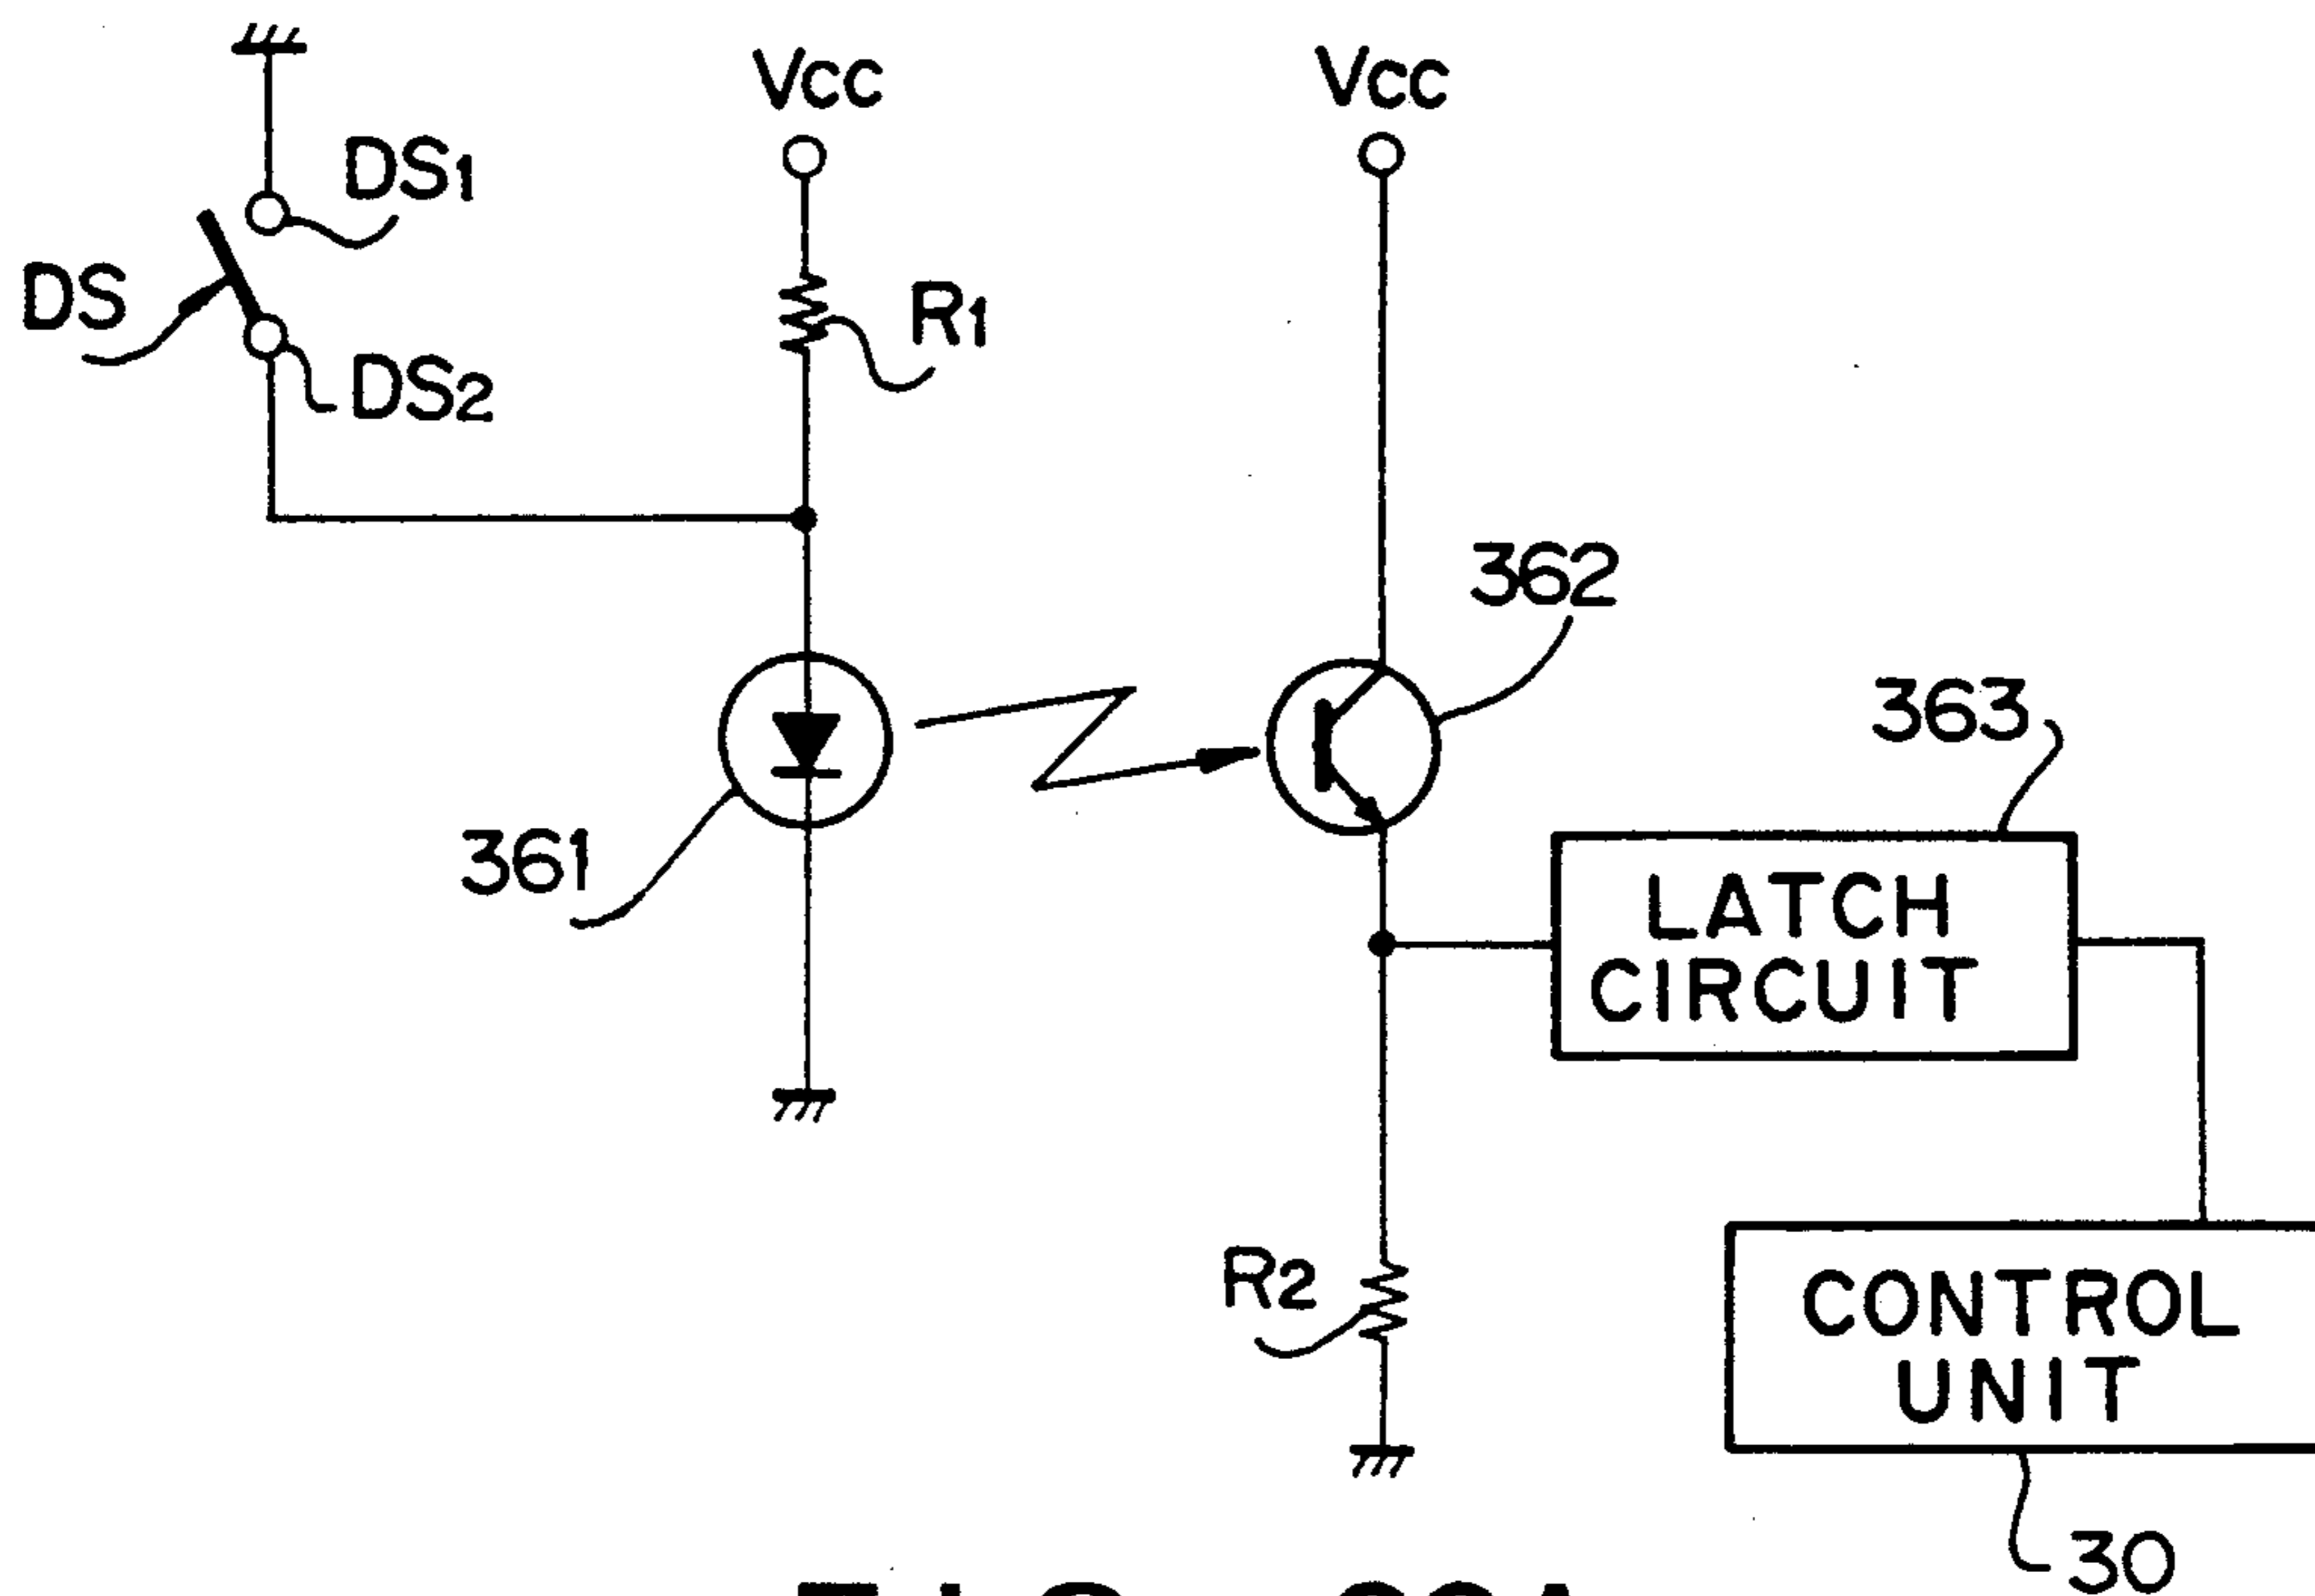 Vcc
Vcc
DS1
DS
R1
DS2
362
363
361
LATCH
CIRCUIT
R2
CONTROL
UNIT
30